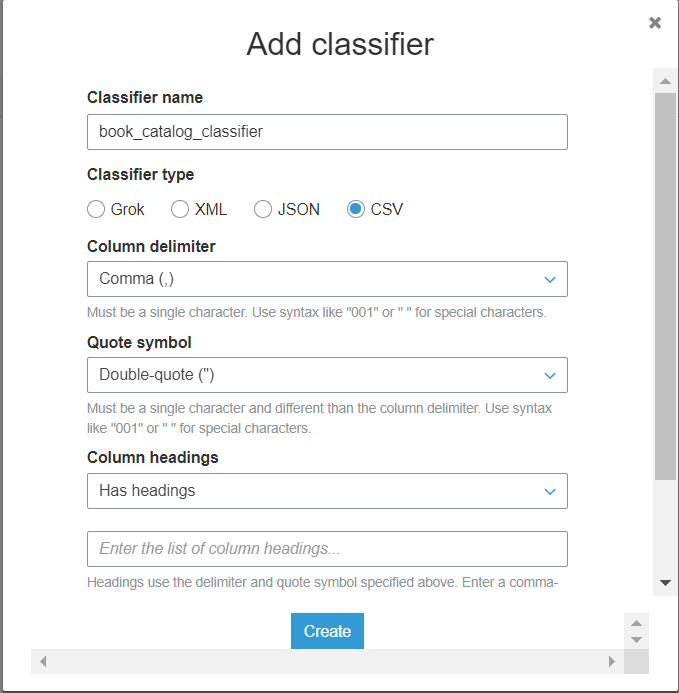 Add classifier
Classifier name
book_catalog_classifier
Classifier type
Grok XML JSON CSV
Column delimiter
Comma (,)
Must be a single character. Use syntax like "001" or " " for special characters.
Quote symbol
Double-quote (")
Must be a single character and different than the column delimiter. Use syntax
like "001" or " " for special characters.
Column headings
Has headings
Enter the list of column headings...
Headings use the delimiter and quote symbol specified above. Enter a comma-
Create